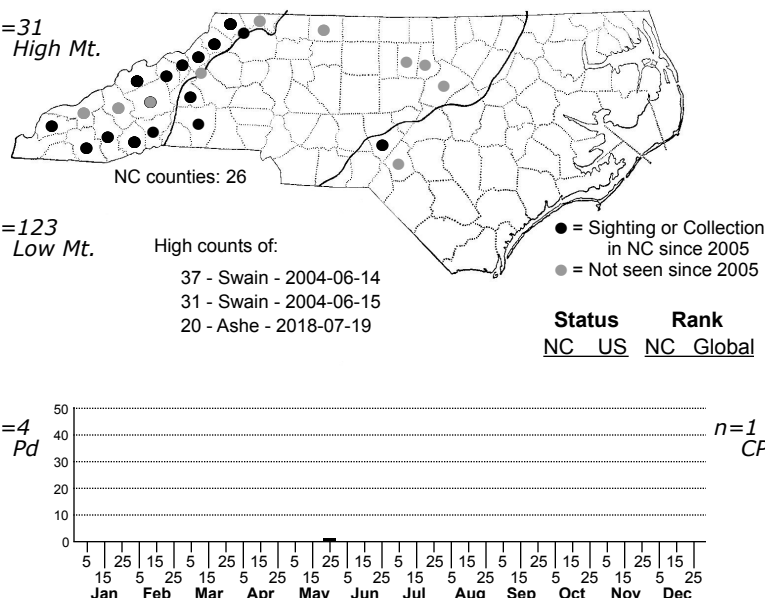 =31
High Mt.
NC counties: 26
=123
Low Mt.
High counts of:
37 - Swain - 2004-06-14
31 - Swain - 2004-06-15
20 - Ashe - 2018-07-19
= Sighting or Collection
in NC since 2005
= Not seen since 2005
Status Rank
NC US NC Global
=4
Pd
n=1
CP
50
40
30
20
10
0
5 25 15 5 25 15 5 25 15 5 25 15 5 25 15 5 25 15
15 5 25 15 5 25 15 5 25 15 5 25 15 5 25 15 5 25
Jan Feb Mar Apr May Jun Jul Aug Sep Oct Nov Dec